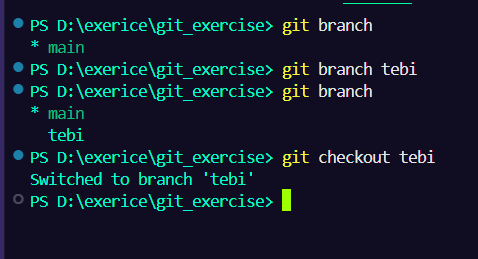 PS D:\exerice\git_exercise> git branch
* main
PS D:\exerice\git_exercise> git branch tebi
PS D:\exerice\git_exercise> git branch
* main
  tebi
PS D:\exerice\git_exercise> git checkout tebi
Switched to branch 'tebi'
PS D:\exerice\git_exercise>